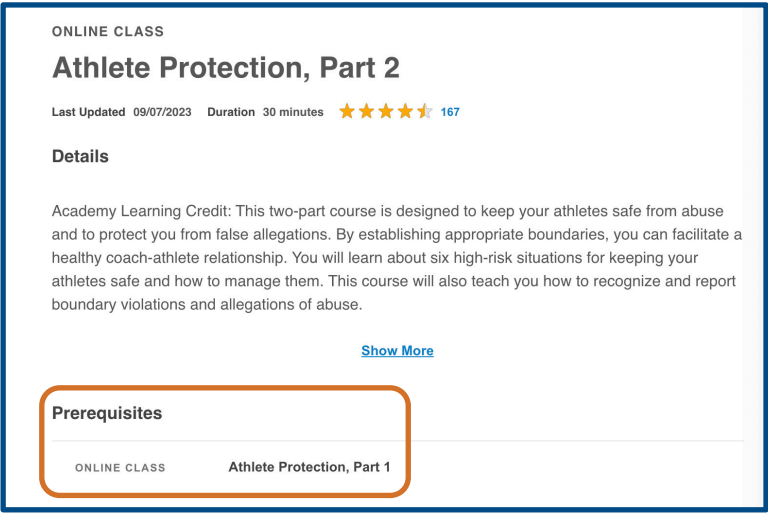 ONLINE CLASS
Athlete Protection, Part 2
Last Updated 09/07/2023 Duration 30 minutes 167
Details
Academy Learning Credit: This two-part course is designed to keep your athletes safe from abuse
and to protect you from false allegations. By establishing appropriate boundaries, you can facilitate a
healthy coach-athlete relationship. You will learn about six high-risk situations for keeping your
athletes safe and how to manage them. This course will also teach you how to recognize and report
boundary violations and allegations of abuse.
Show More
Prerequisites
ONLINE CLASS Athlete Protection, Part 1